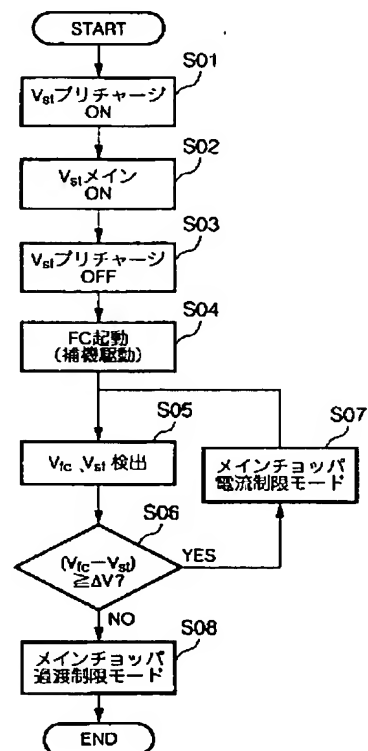 START
S01
Vstプリチャージ
ON
S02
Vstメイン
ON
S03
Vstプリチャージ
OFF
S04
FC起動
(補機駆動)
S05
Vfc、Vst 検出
S07
メインチョッパ
電流制限モード
S06
(Vfc−Vst)
≧ΔV?
YES
NO
S08
メインチョッパ
過渡制限モード
END